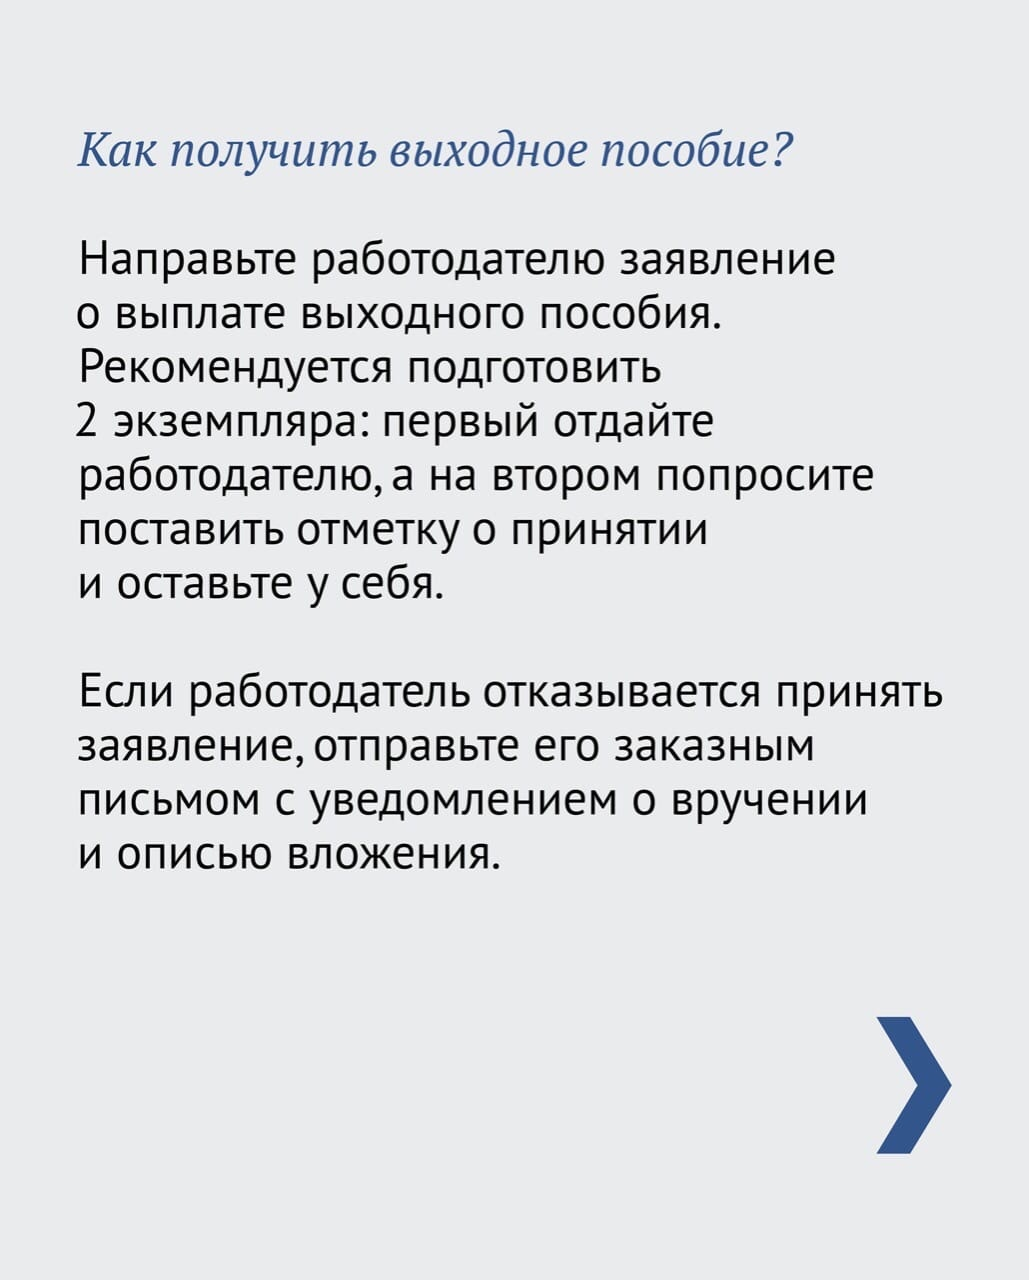 Как получить выходное пособие?
Направьте работодателю заявление
о выплате выходного пособия.
Рекомендуется подготовить
2 экземпляра: первый отдайте
работодателю, а на втором попросите
поставить отметку о принятии
и оставьте у себя.
Если работодатель отказывается принять
заявление, отправьте его заказным
письмом с уведомлением о вручении
и описью вложения.